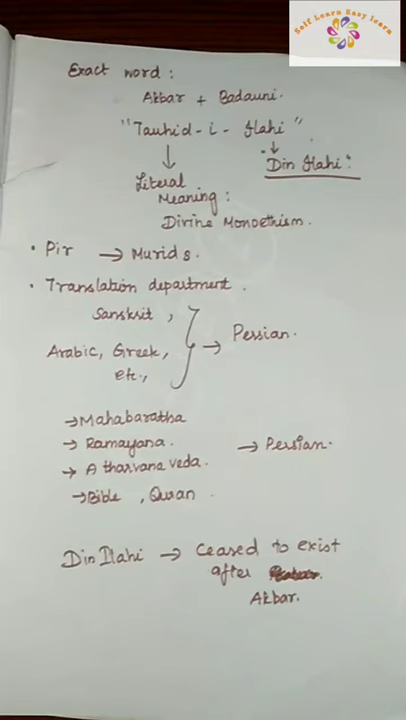 Self Learn Easy learn
Exact word :
Akbar + Badauni.
"Tauhid-i-Ilahi"
↓ ↓
"Din Ilahi"
Literal
Meaning :
Divine Monoethism.
• Pir → Murids.
• Translation department.
Sanskrit,
Arabic, Greek, → Persian.
etc.,
→ Mahabaratha
→ Ramayana.
→ Atharvana veda. → Persian.
→ Bible, Quran
Din Ilahi → Ceased to exist
after
Akbar.